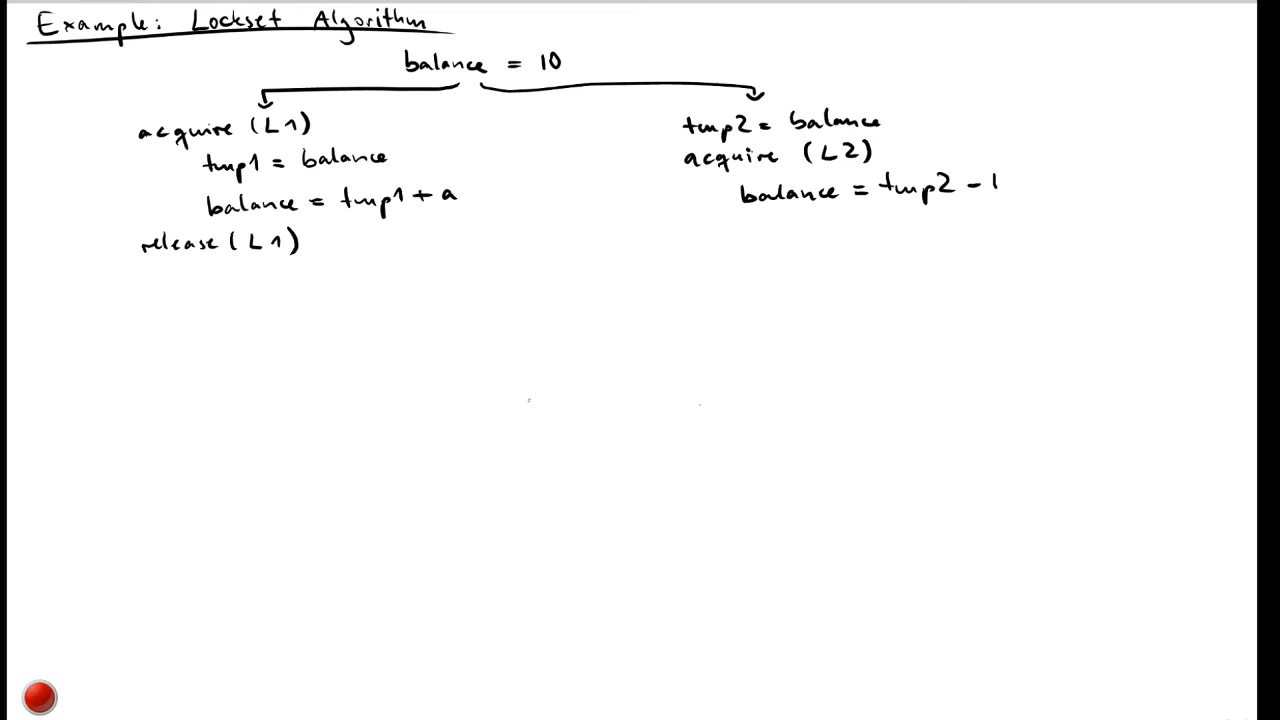 Example: Lockset Algorithm
balance = 10
acquire (L1)
tmp1 = balance
balance = tmp1 + a
release (L1)
tmp2 = balance
acquire (L2)
balance = tmp2 - 1